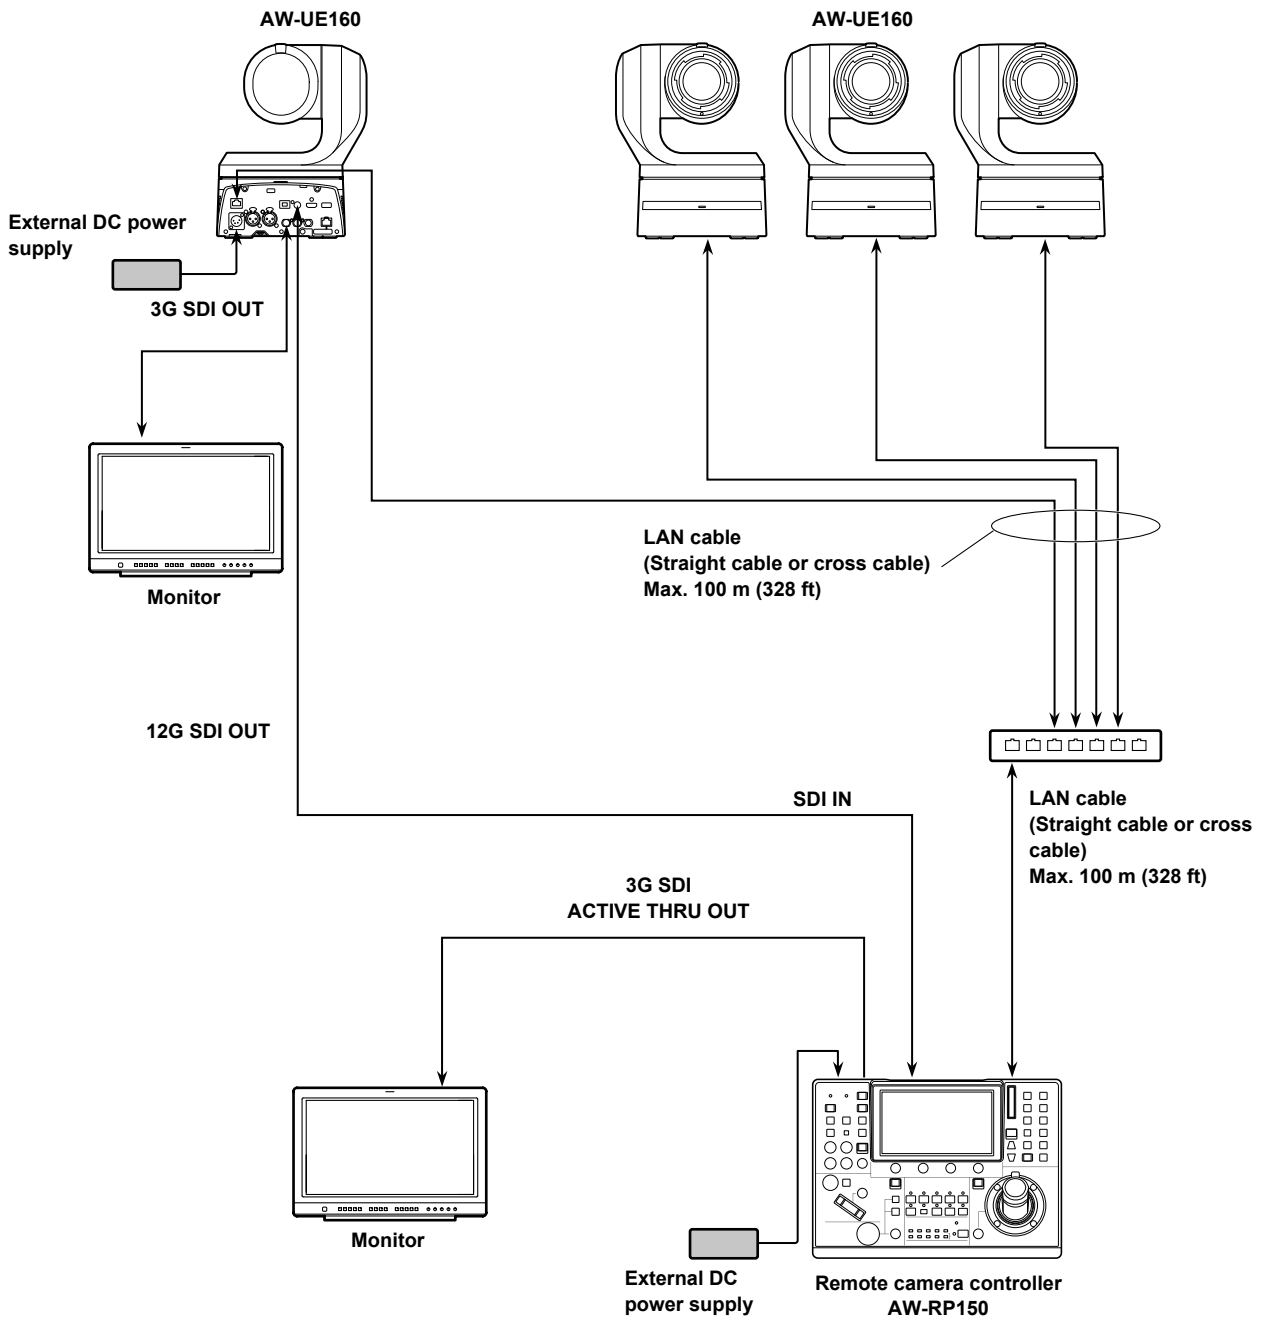 AW-UE160
AW-UE160
External DC power
supply
3G SDI OUT
LAN cable
(Straight cable or cross cable)
Max. 100 m (328 ft)
Monitor
12G SDI OUT
SDI IN
LAN cable
(Straight cable or cross
cable)
Max. 100 m (328 ft)
3G SDI
ACTIVE THRU OUT
Monitor
External DC
power supply
Remote camera controller
AW-RP150